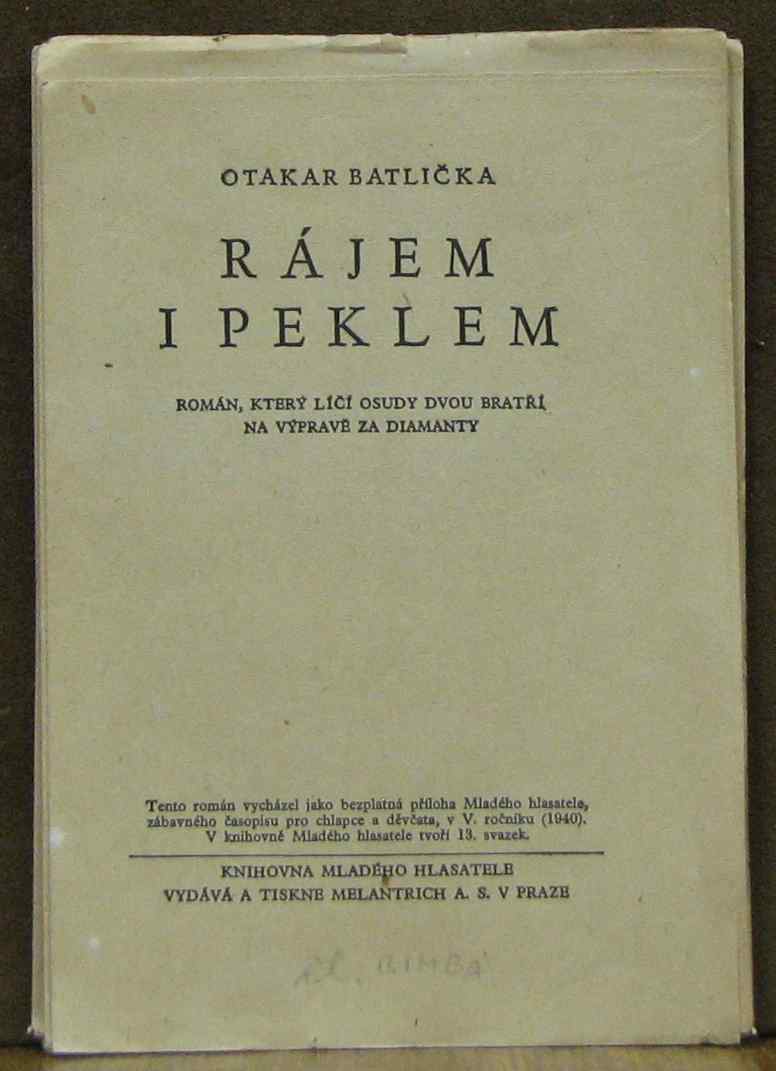 OTAKAR BATLIČKA
RÁJEM
I PEKLEM
ROMÁN, KTERÝ LÍČÍ OSUDY DVOU BRATŘÍ
NA VÝPRAVĚ ZA DIAMANTY
Tento román vycházel jako bezplatná příloha Mladého hlasatele,
zábavného časopisu pro chlapce a děvčata, v V. ročníku (1940).
V knihovně Mladého hlasatele tvoří 13. svazek.
KNIHOVNA MLADÉHO HLASATELE
VYDÁVÁ A TISKNE MELANTRICH A. S. V PRAZE
BIMBA